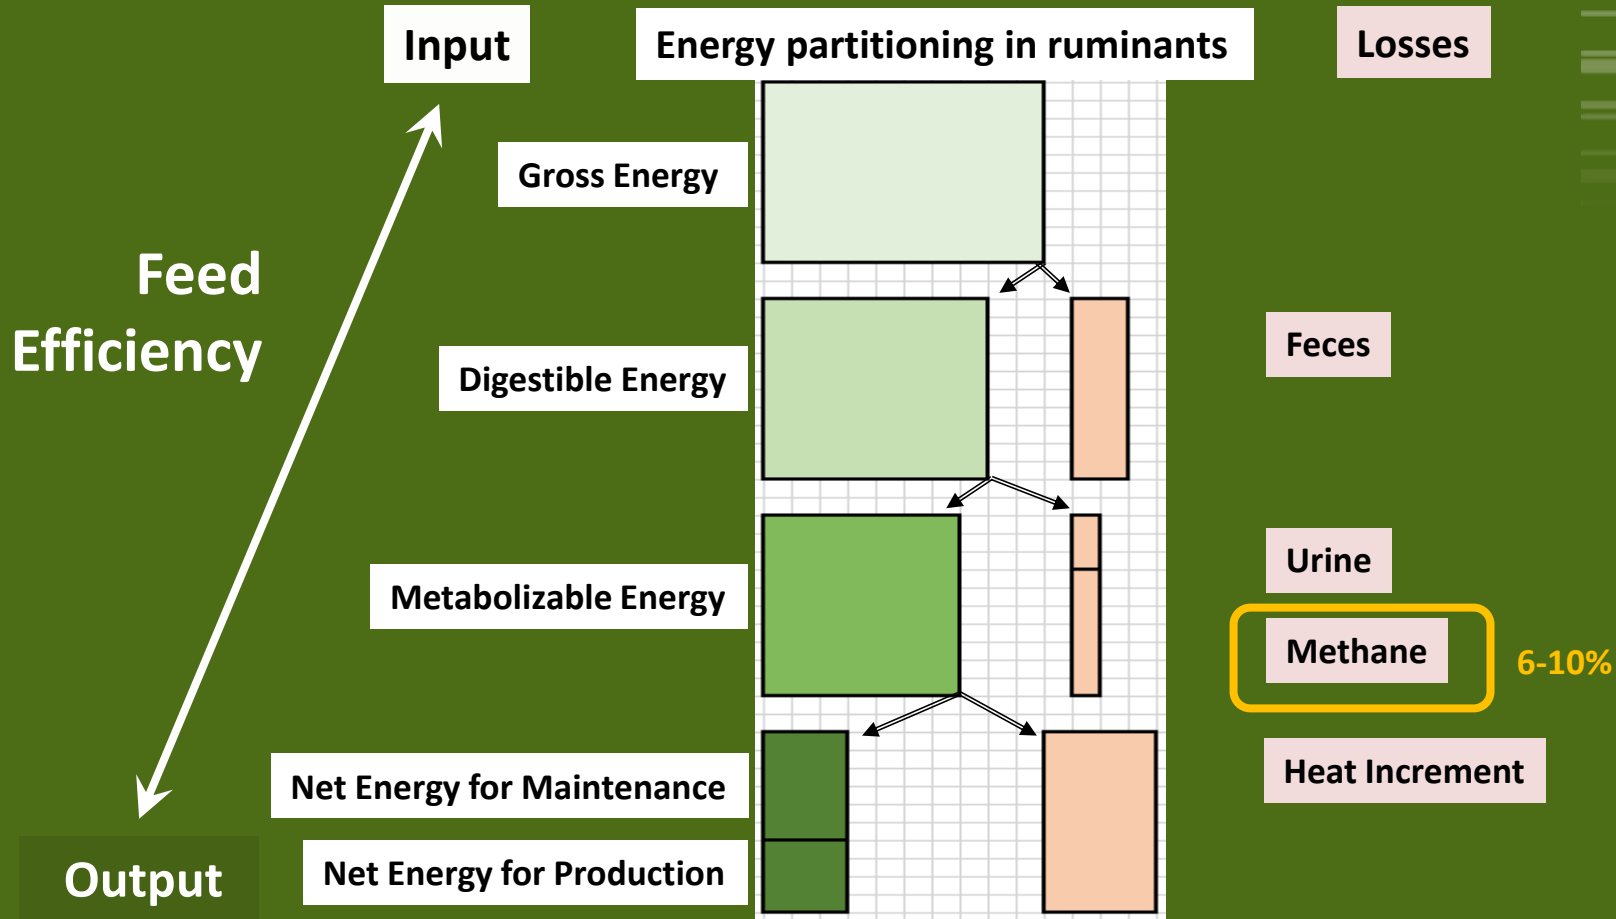 Input
Energy partitioning in ruminants
Losses
Gross Energy
Feed
Efficiency
Feces
Digestible Energy
Urine
Metabolizable Energy
Methane
6-10%
Net Energy for Maintenance
Heat Increment
Output
Net Energy for Production